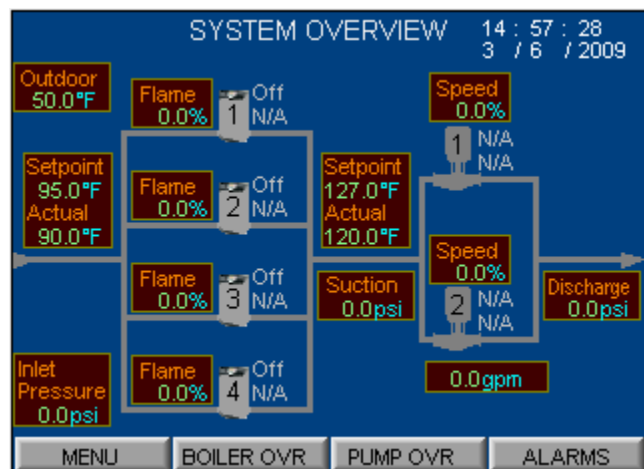 SYSTEM OVERVIEW
14 : 57 : 28
3 / 6 / 2009
Outdoor
50.0°F
Setpoint
95.0°F
Actual
90.0°F
Inlet
Pressure
0.0psi
Flame
0.0%
1
Off
N/A
Flame
0.0%
2
Off
N/A
Flame
0.0%
3
Off
N/A
Flame
0.0%
4
Off
N/A
Setpoint
127.0°F
Actual
120.0°F
Suction
0.0psi
Speed
0.0%
1
N/A
N/A
Speed
0.0%
2
N/A
N/A
0.0gpm
Discharge
0.0psi
MENU
BOILER OVR
PUMP OVR
ALARMS